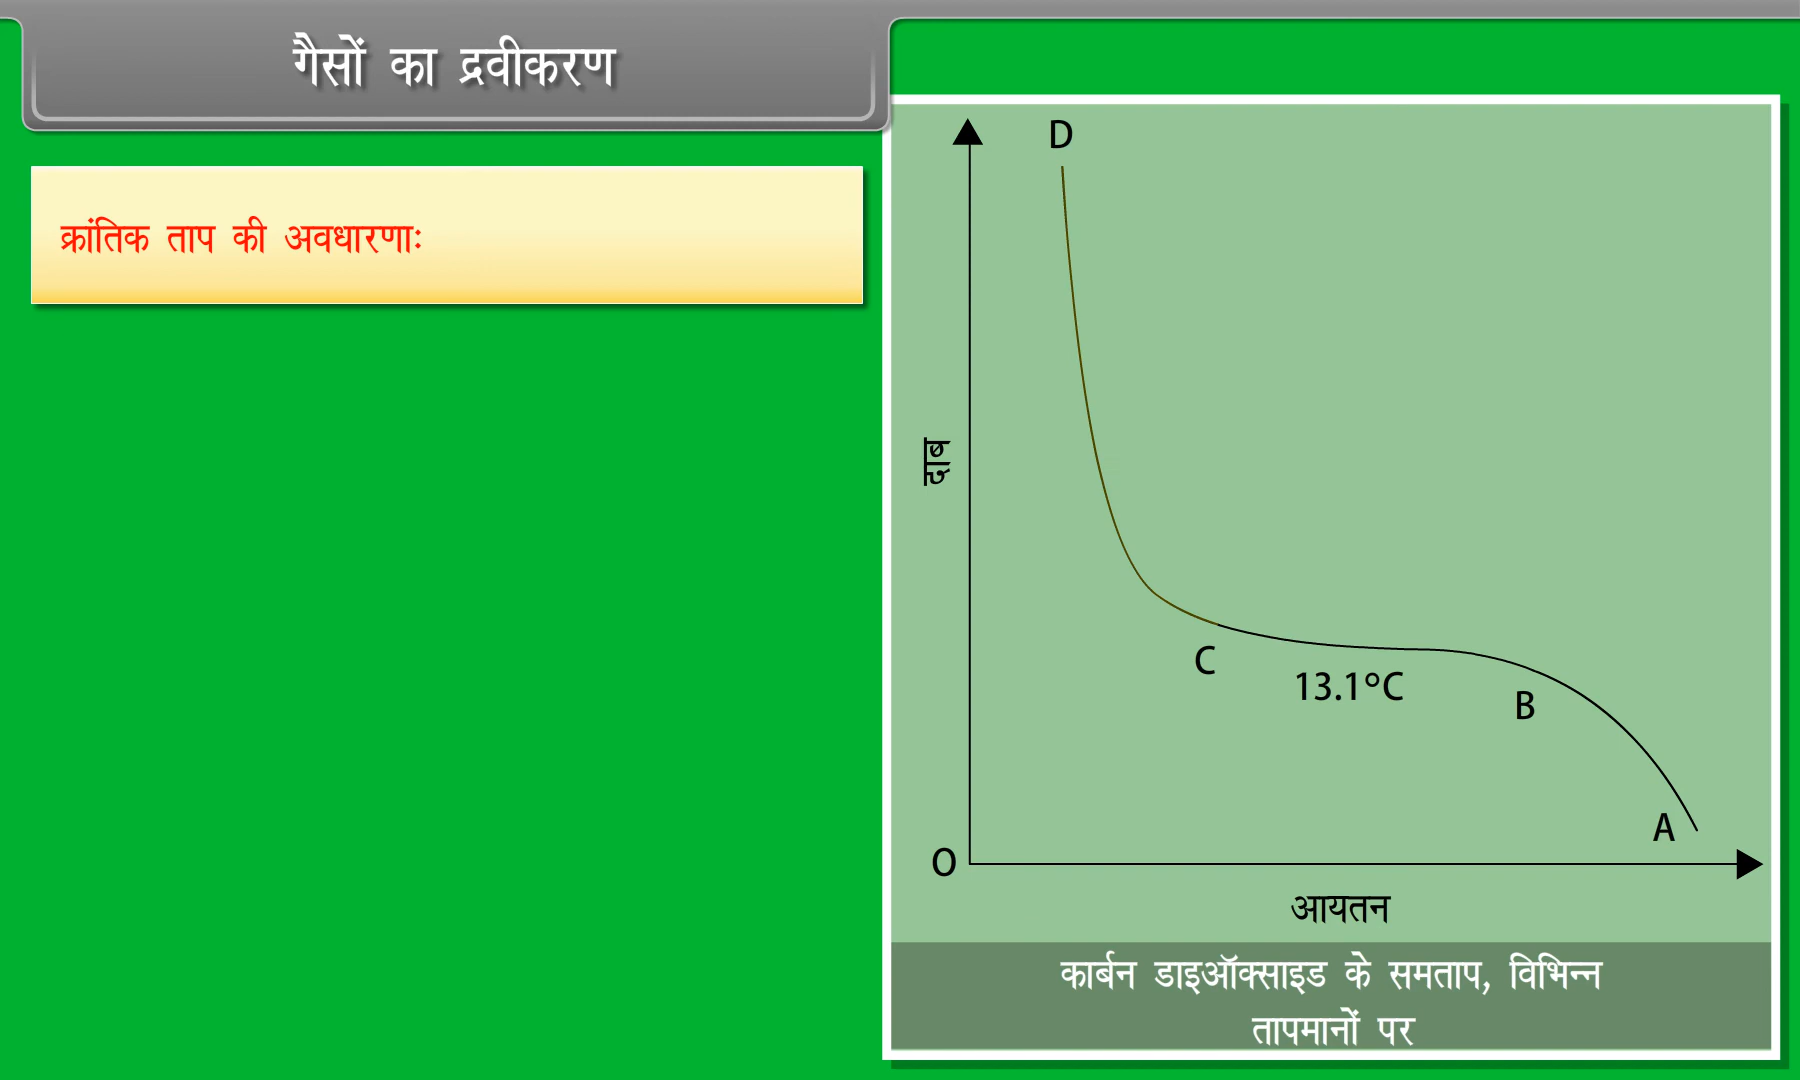 गैसों का द्रवीकरण
क्रांतिक ताप की अवधारणाः
D
दाब
C
13.1°C
B
A
O
आयतन
कार्बन डाइऑक्साइड के समताप, विभिन्न
तापमानों पर